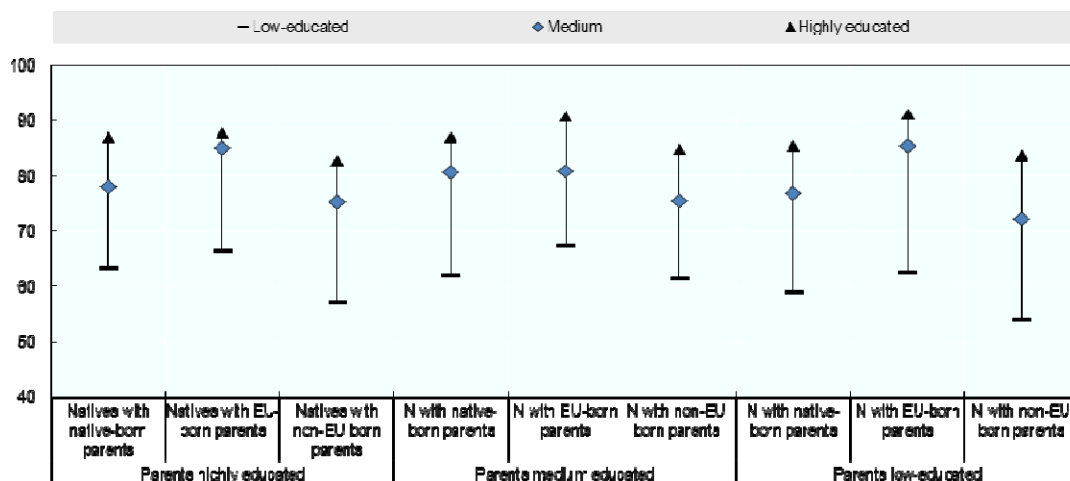 Low-educated Medium Highly educated
100
90
80
70
60
50
40
Natives with native-born parents
Natives with EU-born parents
Natives with non-EU born parents
N with native-born parents
N with EU-born parents
N with non-EU born parents
N with native-born parents
N with EU-born parents
N with non-EU born parents
Parents highly educated
Parents medium educated
Parents low-educated